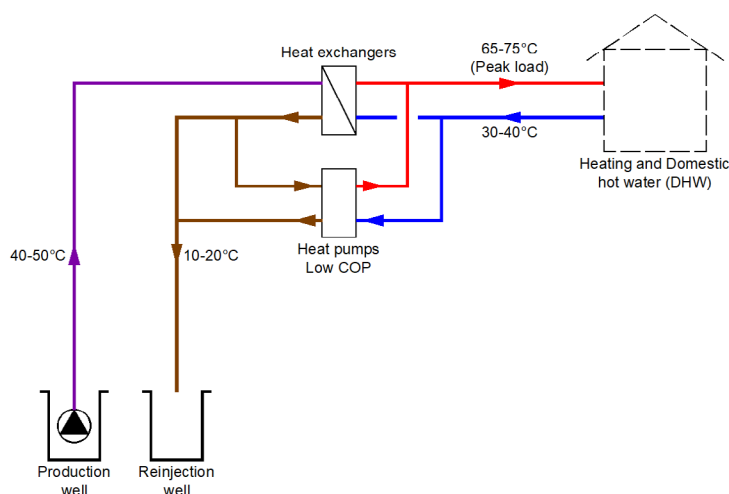 Heat exchangers
65-75°C
(Peak load)
30-40°C
Heating and Domestic
hot water (DHW)
Heat pumps
Low COP
40-50°C
10-20°C
Production
well
Reinjection
well